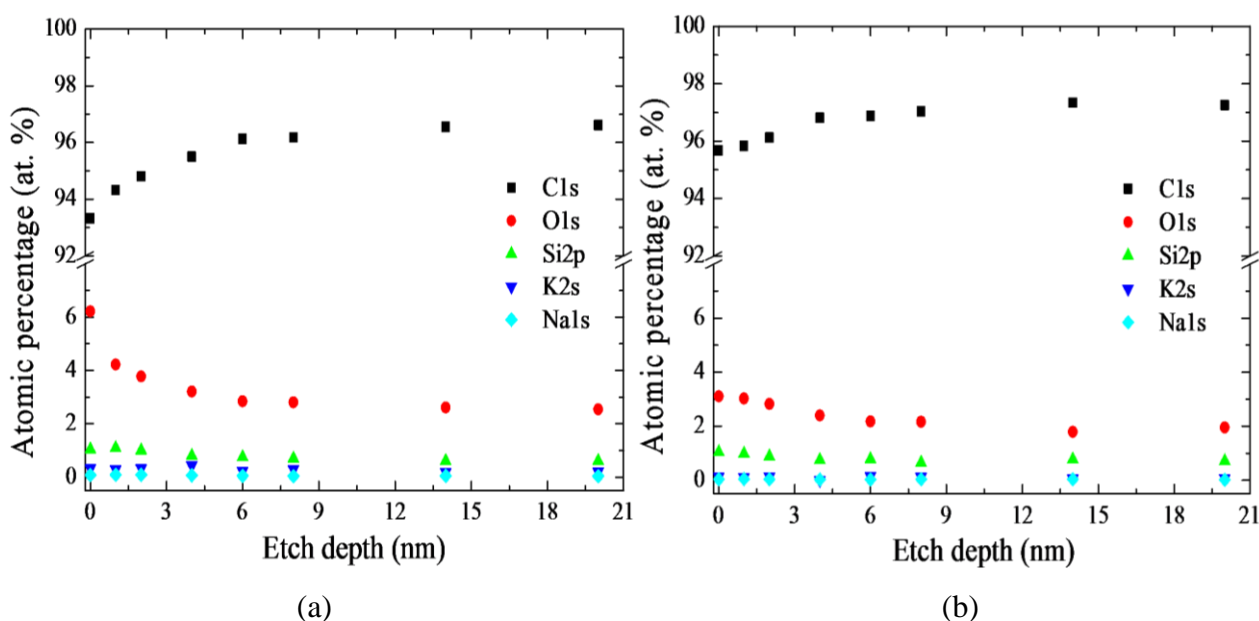 100
98
96
94
92
6
4
2
0
Atomic percentage (at. %)
C1s
O1s
Si2p
K2s
Na1s
0 3 6 9 12 15 18 21
Etch depth (nm)
(a)
100
98
96
94
92
6
4
2
0
Atomic percentage (at. %)
C1s
O1s
Si2p
K2s
Na1s
0 3 6 9 12 15 18 21
Etch depth (nm)
(b)